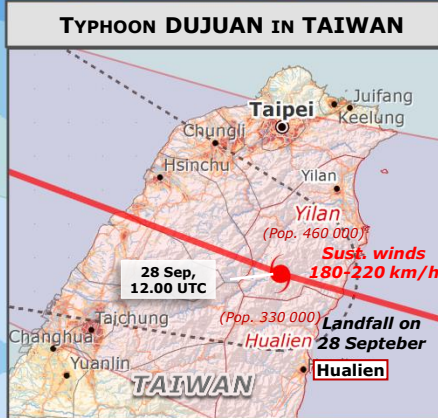 TYPHOON DUJUAN IN TAIWAN
Juifang
Taipei
Keelung
Chungli
Hsinchu
Yilan
Yilan
(Pop. 460 000)
Sust. winds
180-220 km/h
28 Sep,
12.00 UTC
Taichung
(Pop. 330 000)
Landfall on
28 Septeber
Changhua
Hualien
Yuanlin
Hualien
TAIWAN